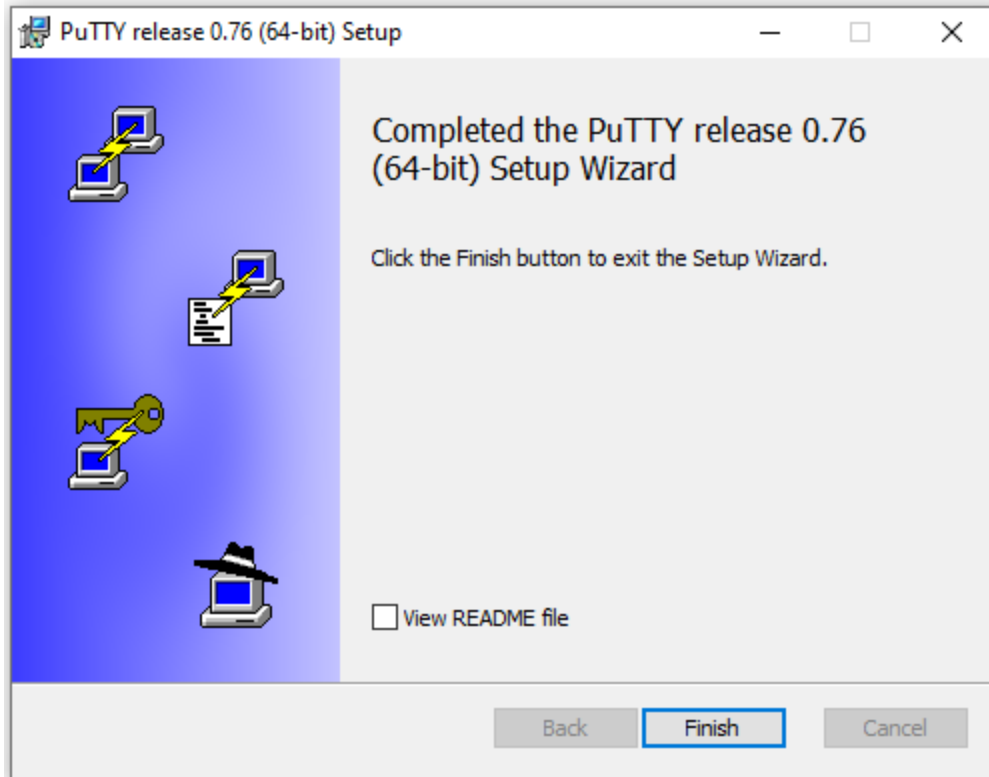 PuTTY release 0.76 (64-bit) Setup
Completed the PuTTY release 0.76
(64-bit) Setup Wizard
Click the Finish button to exit the Setup Wizard.
View README file
Back
Finish
Cancel